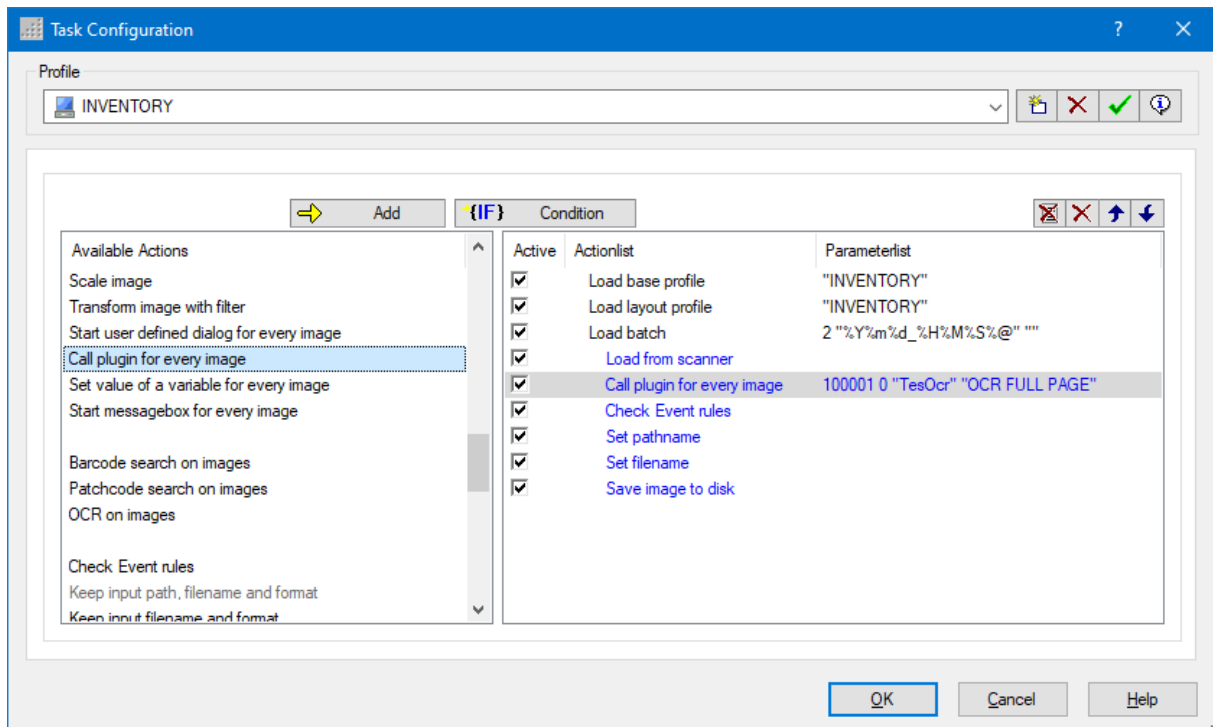 Task Configuration
?
Profile
INVENTORY
Add
{IF} Condition
Available Actions
Scale image
Transform image with filter
Start user defined dialog for every image
Call plugin for every image
Set value of a variable for every image
Start messagebox for every image
Barcode search on images
Patchcode search on images
OCR on images
Check Event rules
Keep input path, filename and format
Keep input filename and format
Active Actionlist Parameterlist
Load base profile "INVENTORY"
Load layout profile "INVENTORY"
Load batch 2 "%Y%m%d_%H%M%S%@" ""
Load from scanner
Call plugin for every image 100001 0 "TesOcr" "OCR FULL PAGE"
Check Event rules
Set pathname
Set filename
Save image to disk
OK Cancel Help